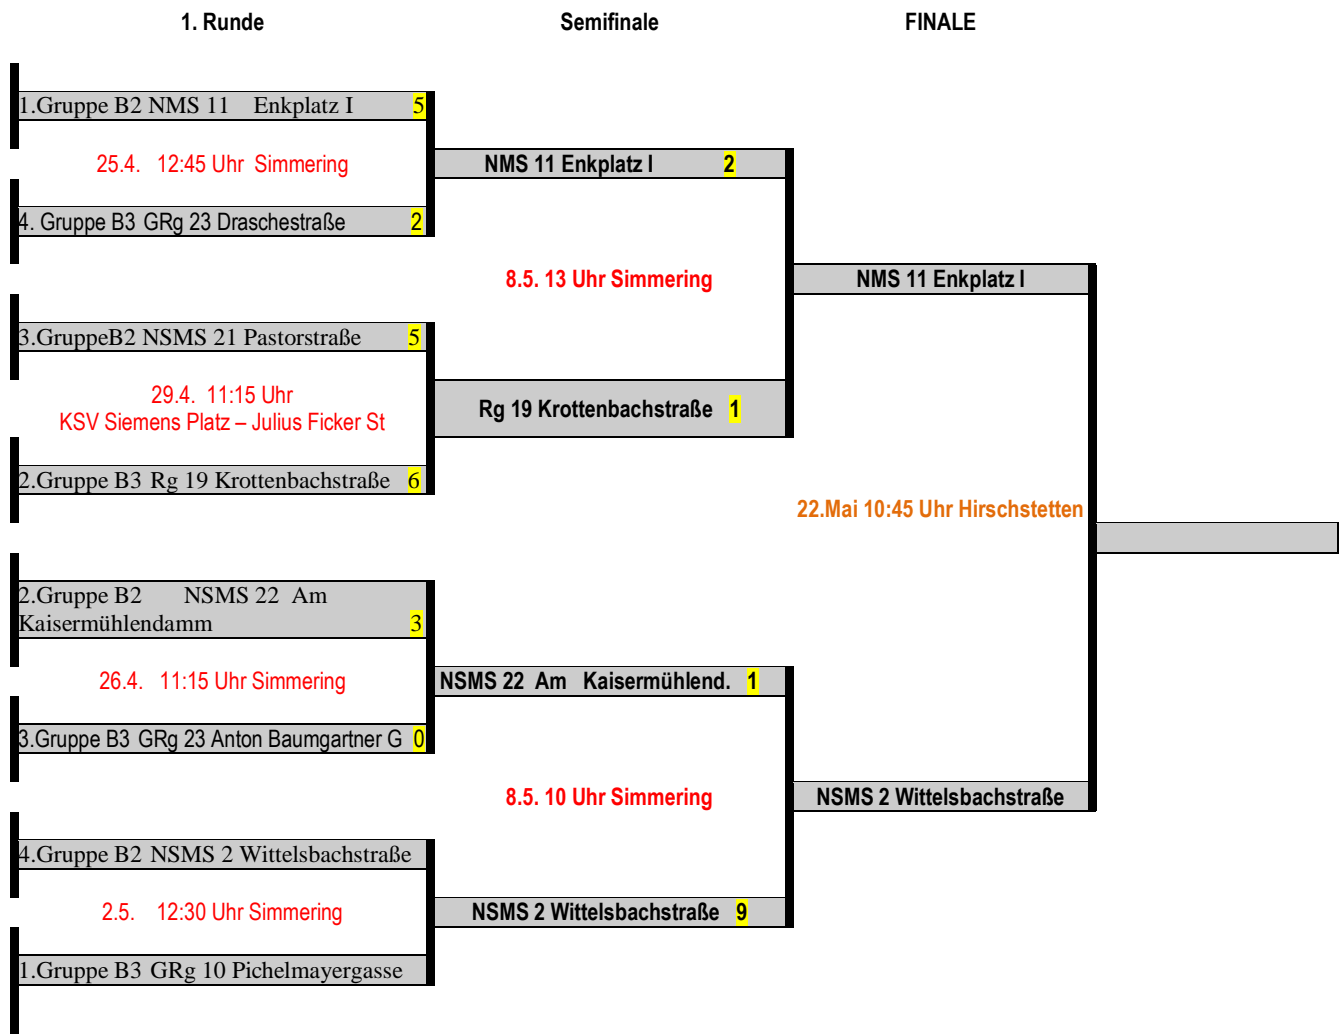 1. Runde Semifinale FINALE
1.Gruppe B2 NMS 11 Enkplatz I 5
25.4. 12:45 Uhr Simmering
NMS 11 Enkplatz I 2
4. Gruppe B3 GRg 23 Draschestraße 2
8.5. 13 Uhr Simmering
NMS 11 Enkplatz I
3.GruppeB2 NSMS 21 Pastorstraße 5
29.4. 11:15 Uhr
KSV Siemens Platz – Julius Ficker St
Rg 19 Krottenbachstraße 1
2.Gruppe B3 Rg 19 Krottenbachstraße 6
22.Mai 10:45 Uhr Hirschstetten
2.Gruppe B2 NSMS 22 Am
Kaisermühlendamm 3
26.4. 11:15 Uhr Simmering
NSMS 22 Am Kaisermühlend. 1
3.Gruppe B3 GRg 23 Anton Baumgartner G 0
8.5. 10 Uhr Simmering
NSMS 2 Wittelsbachstraße
4.Gruppe B2 NSMS 2 Wittelsbachstraße
2.5. 12:30 Uhr Simmering
NSMS 2 Wittelsbachstraße 9
1.Gruppe B3 GRg 10 Pichelmayergasse